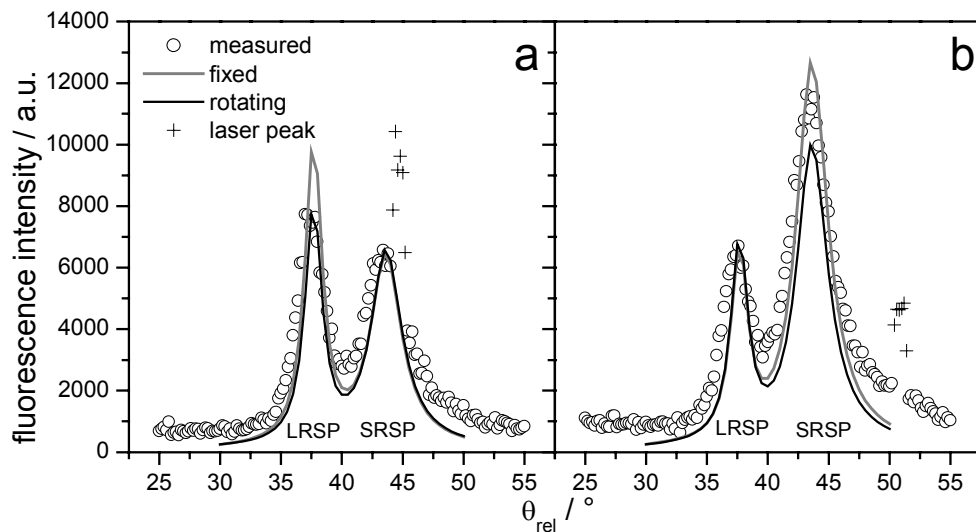 14000
12000
10000
8000
6000
4000
2000
0
fluorescence intensity / a.u.
measured
fixed
rotating
laser peak
a
b
LRSP SRSP
LRSP SRSP
25 30 35 40 45 50 55
25 30 35 40 45 50 55
θrel / °